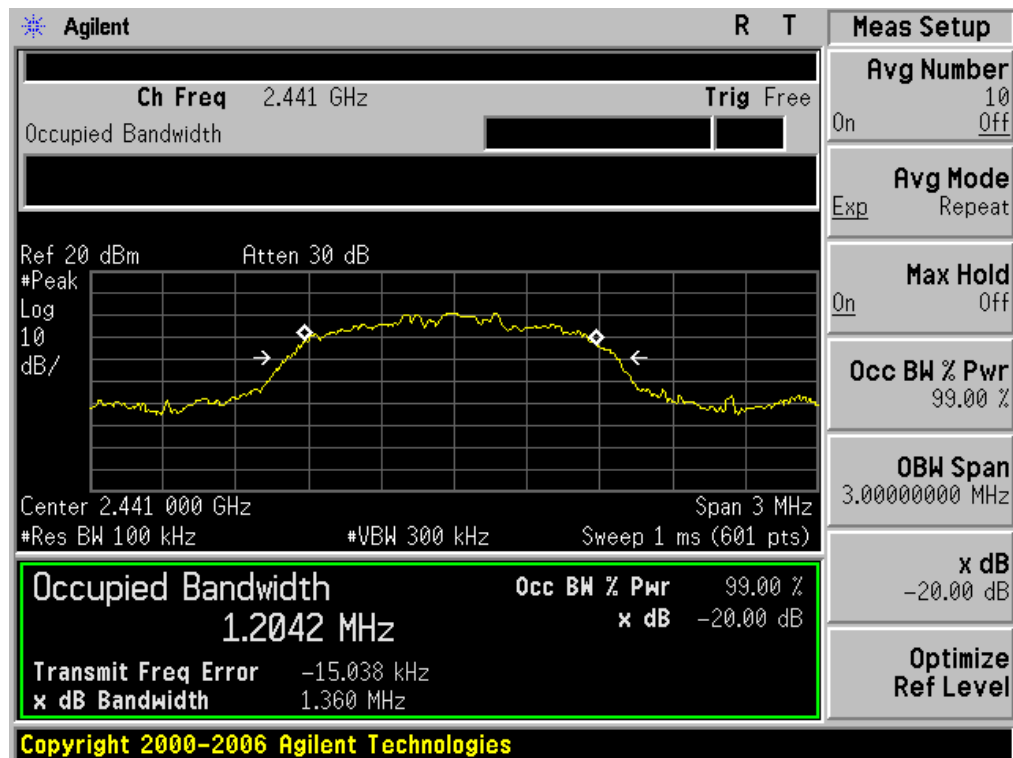 Agilent R T
Ch Freq 2.441 GHz Trig Free
Occupied Bandwidth
Ref 20 dBm Atten 30 dB
#Peak
Log
10
dB/
Center 2.441 000 GHz Span 3 MHz
#Res BW 100 kHz #VBW 300 kHz Sweep 1 ms (601 pts)
Occupied Bandwidth Occ BW % Pwr 99.00 %
1.2042 MHz x dB -20.00 dB
Transmit Freq Error -15.038 kHz
x dB Bandwidth 1.360 MHz
Copyright 2000-2006 Agilent Technologies
Meas Setup
Avg Number
10
On Off
Avg Mode
Exp Repeat
Max Hold
On Off
Occ BW % Pwr
99.00 %
OBW Span
3.00000000 MHz
x dB
-20.00 dB
Optimize
Ref Level